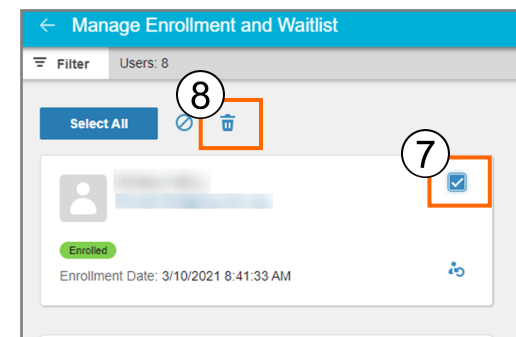 Manage Enrollment and Waitlist
Filter Users: 8
8
Select All
7
Enrolled
Enrollment Date: 3/10/2021 8:41:33 AM